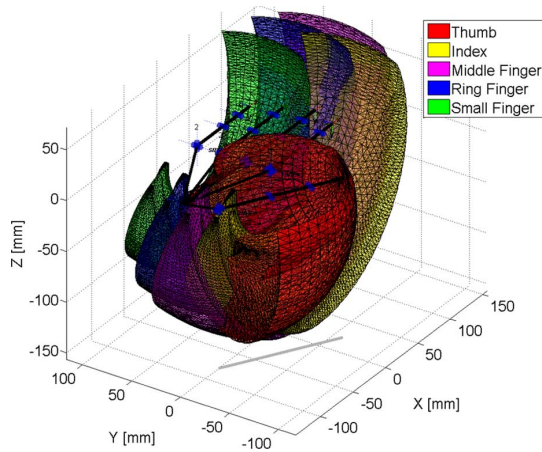 Thumb
Index
Middle Finger
Ring Finger
Small Finger
50
0
-50
-100
-150
Z [mm]
2
100
50
0
-50
-100
Y [mm]
150
100
50
0
-50
-100
X [mm]